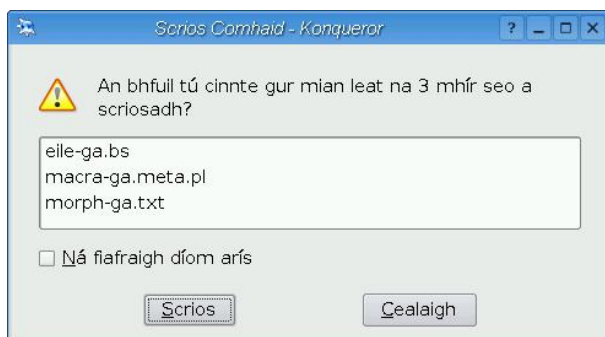 Scrios Comhaid - Konqueror
An bhfuil tú cinnte gur mian leat na 3 mhír seo a
scriosadh?
eile-ga.bs
macra-ga.meta.pl
morph-ga.txt
Ná fiafraigh díom arís
Scrios
Cealaigh